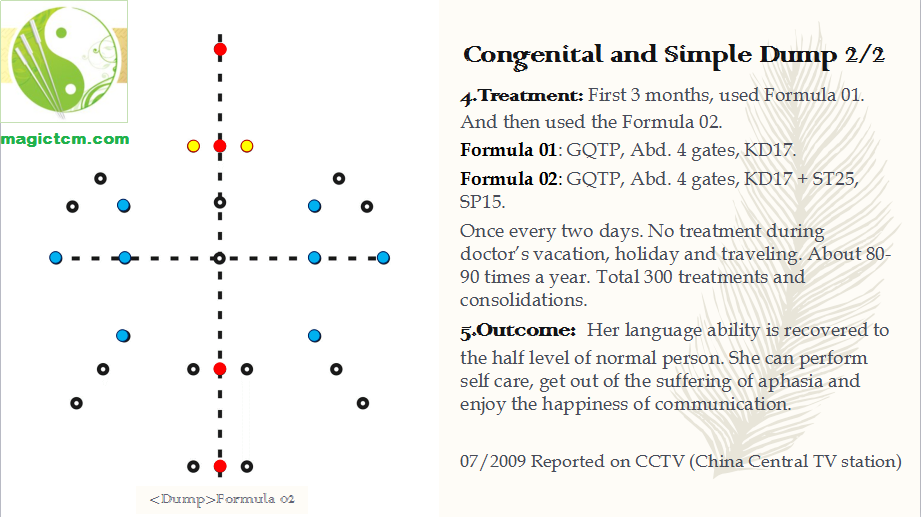 magictcm.com
<Dump>Formula 02
Congenital and Simple Dump 2/2
4.Treatment: First 3 months, used Formula 01.
And then used the Formula 02.
Formula 01: GQTP, Abd. 4 gates, KD17.
Formula 02: GQTP, Abd. 4 gates, KD17 + ST25,
SP15.
Once every two days. No treatment during
doctor’s vacation, holiday and traveling. About 80-
90 times a year. Total 300 treatments and
consolidations.
5.Outcome: Her language ability is recovered to
the half level of normal person. She can perform
self care, get out of the suffering of aphasia and
enjoy the happiness of communication.
07/2009 Reported on CCTV (China Central TV station)